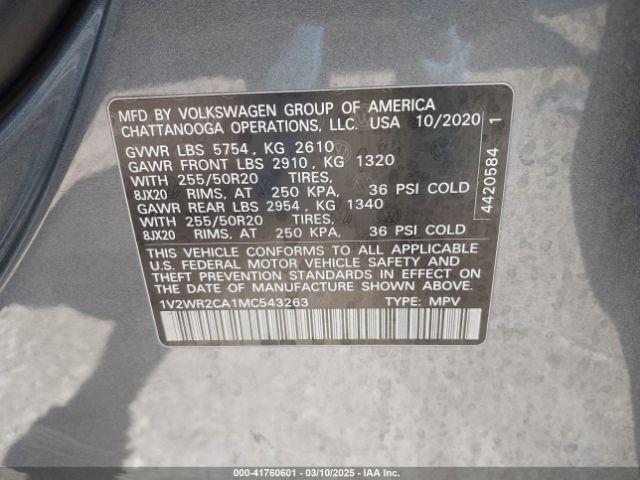 MFD BY VOLKSWAGEN GROUP OF AMERICA
CHATTANOOGA OPERATIONS, LLC. USA 10/2020
GVWR LBS 5754 , KG 2610
GAWR FRONT LBS 2910 , KG 1320
WITH 255/50R20 TIRES,
8JX20 RIMS, AT 250 KPA, 36 PSI COLD
GAWR REAR LBS 2954 , KG 1340
WITH 255/50R20 TIRES,
8JX20 RIMS, AT 250 KPA, 36 PSI COLD
THIS VEHICLE CONFORMS TO ALL APPLICABLE
U.S. FEDERAL MOTOR VEHICLE SAFETY AND
THEFT PREVENTION STANDARDS IN EFFECT ON
THE DATE OF MANUFACTURE SHOWN ABOVE.
1V2WR2CA1MC543263 TYPE: MPV
4420584 1
000-41760601 — 03/10/2025 — IAA Inc.